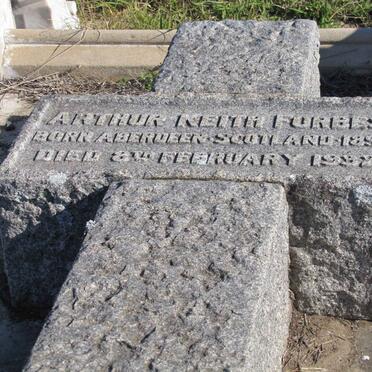 ARTHUR KEITH FORBES
BORN ABERDEEN SCOTLAND
DIED 8TH FEBRUARY